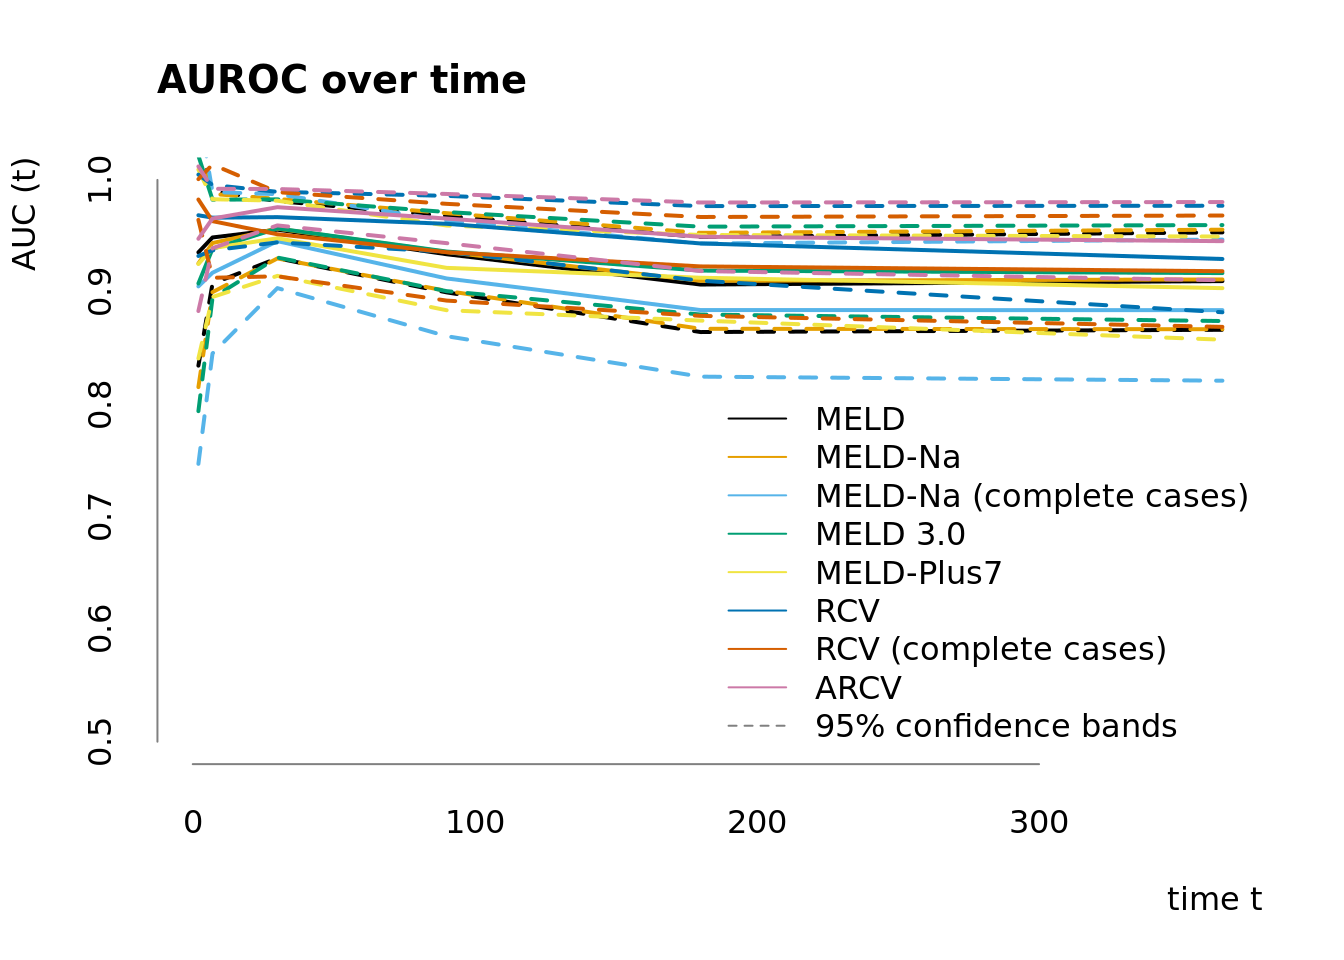 AUROC over time
AUC (t)
1.0
0.9
0.8
0.7
0.6
0.5
MELD
MELD-Na
MELD-Na (complete cases)
MELD 3.0
MELD-Plus7
RCV
RCV (complete cases)
ARCV
95% confidence bands
0 100 200 300
time t